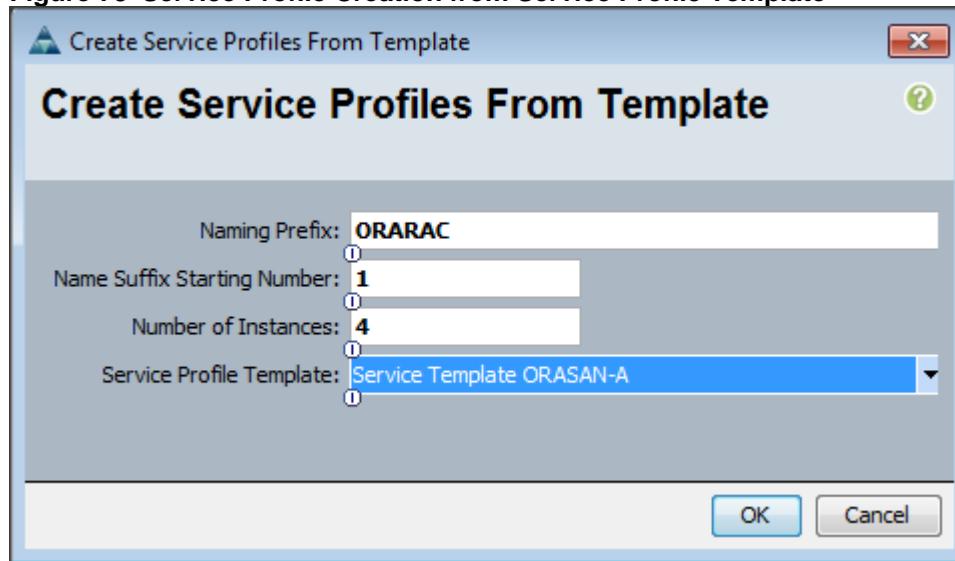 Create Service Profiles From Template
Create Service Profiles From Template
Naming Prefix: ORARAC
Name Suffix Starting Number: 1
Number of Instances: 4
Service Profile Template: Service Template ORASAN-A
OK Cancel